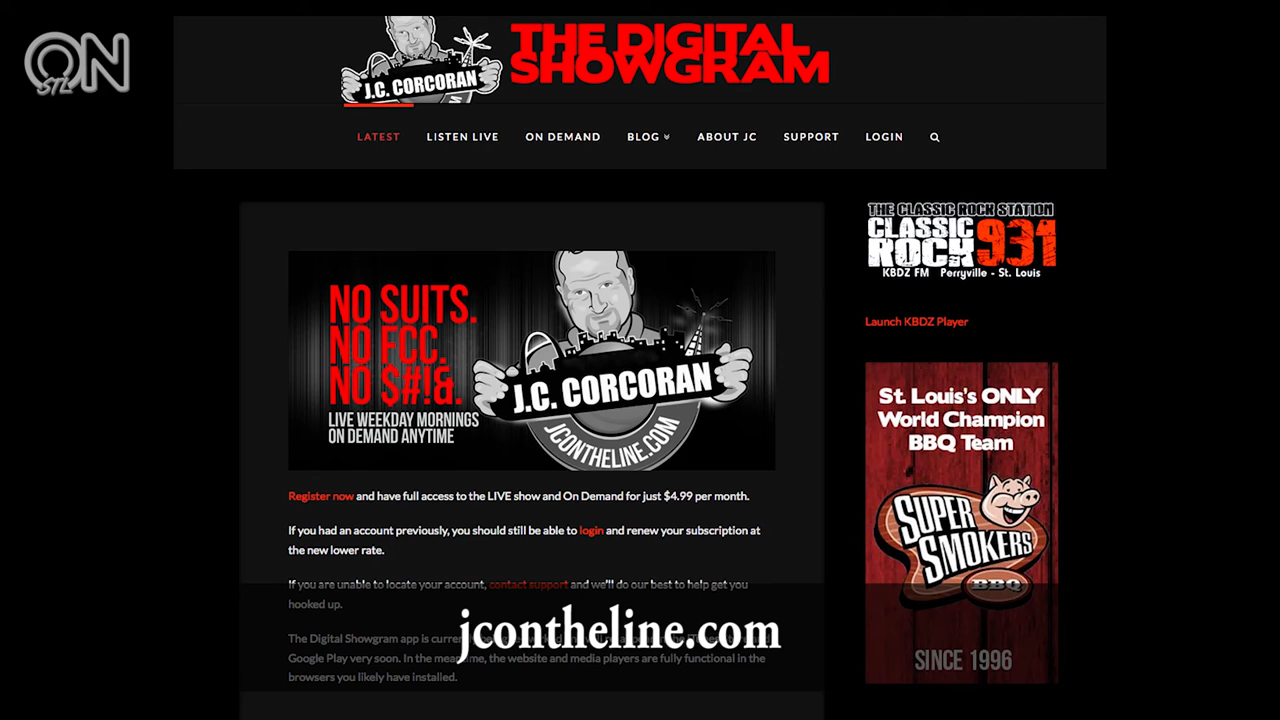 ON
STL
J.C. CORCORAN
THE DIGITAL
SHOWGRAM
LATEST LISTEN LIVE ON DEMAND BLOG ABOUT JC SUPPORT LOGIN
NO SUITS.
NO FCC.
NO $#!&.
LIVE WEEKDAY MORNINGS
ON DEMAND ANYTIME
J.C. CORCORAN
JCONTHELINE.COM
Register now and have full access to the LIVE show and On Demand for just $4.99 per month.
If you had an account previously, you should still be able to login and renew your subscription at
the new lower rate.
If you are unable to locate your account, contact support and we'll do our best to help get you
hooked up.
The Digital Showgram app is
Google Play very soon. In the meantime, the website and media players are fully functional in the
browsers you likely have installed.
jcontheline.com
THE CLASSIC ROCK STATION
CLASSIC
ROCK 931
KBDZ FM Perryville - St. Louis
Launch KBDZ Player
St. Louis's ONLY
World Champion
BBQ Team
SUPER
SMOKERS
BBQ
SINCE 1996